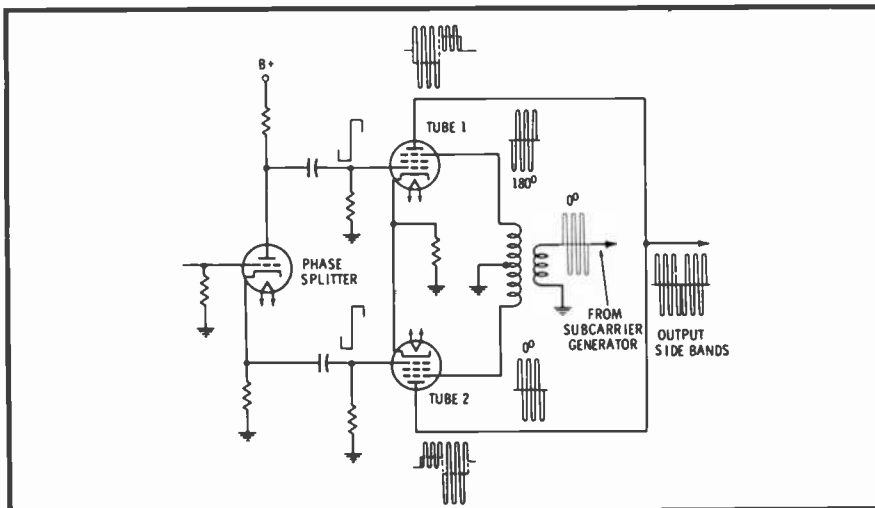 B+
TUBE 1
180°
0°
PHASE
SPLITTER
FROM
SUBCARRIER
GENERATOR
OUTPUT
SIDE BANDS
0°
TUBE 2